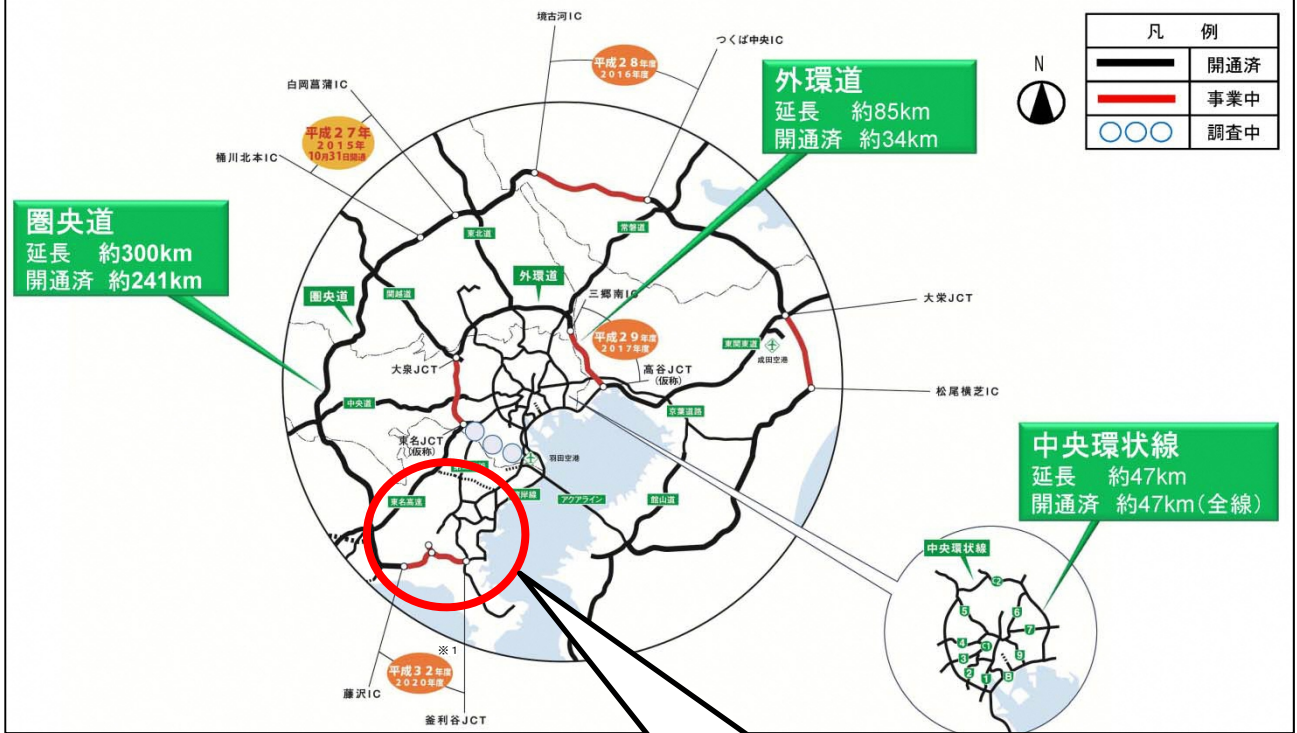 境古河IC
つくば中央IC
平成28年度
2016年度
白岡菖蒲IC
平成27年
2015年
10月31日開通
桶川北本IC
凡 例
開通済
事業中
調査中
N
外環道
延長 約85km
開通済 約34km
圏央道
延長 約300km
開通済 約241km
東北道
常磐道
外環道
関越道
圏央道
三郷南IC
平成29年度
2017年度
大栄JCT
東関東道
成田空港
大泉JCT
高谷JCT
(仮称)
松尾横芝IC
中央道
京葉道路
東名JCT
(仮称)
羽田空港
東名高速
アクアライン
館山道
中央環状線
延長 約47km
開通済 約47km(全線)
中央環状線
C2
5
6
7
4
C1
3
9
2
1
8
※1
平成32年度
2020年度
藤沢IC
釜利谷JCT